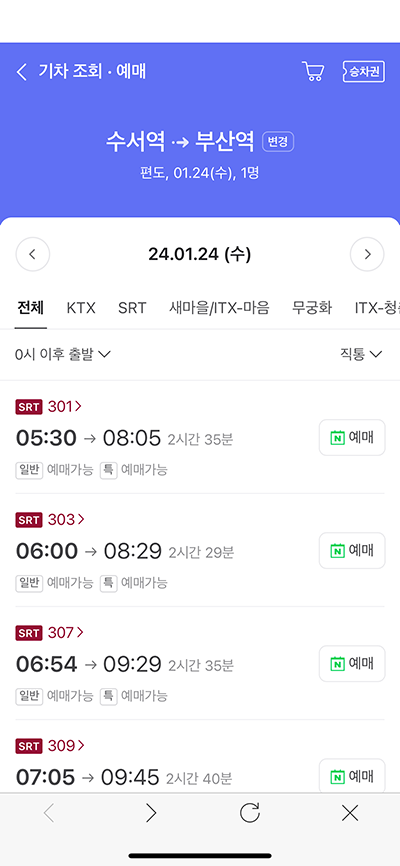 기차 조회 · 예매
승차권
수서역 → 부산역 변경
편도, 01.24(수), 1명
24.01.24 (수)
전체 KTX SRT 새마을/ITX-마음 무궁화 ITX-청
0시 이후 출발 직통
SRT 301
05:30 → 08:05 2시간 35분 N 예매
일반 예매가능 특 예매가능
SRT 303
06:00 → 08:29 2시간 29분 N 예매
일반 예매가능 특 예매가능
SRT 307
06:54 → 09:29 2시간 35분 N 예매
일반 예매가능 특 예매가능
SRT 309
07:05 → 09:45 2시간 40분 N 예매